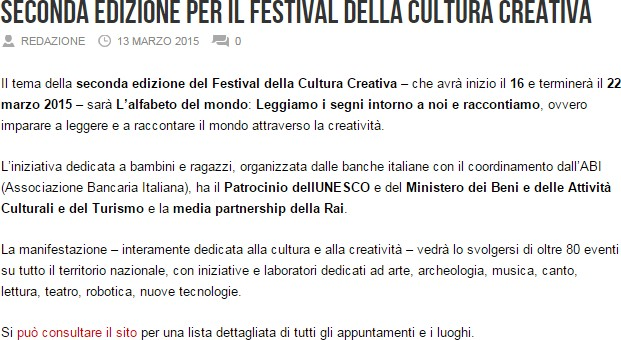 SECONDA EDIZIONE PER IL FESTIVAL DELLA CULTURA CREATIVA
REDAZIONE 13 MARZO 2015 0
Il tema della seconda edizione del Festival della Cultura Creativa – che avrà inizio il 16 e terminerà il 22
marzo 2015 – sarà L'alfabeto del mondo: Leggiamo i segni intorno a noi e raccontiamo, ovvero
imparare a leggere e a raccontare il mondo attraverso la creatività.
L'iniziativa dedicata a bambini e ragazzi, organizzata dalle banche italiane con il coordinamento dall'ABI
(Associazione Bancaria Italiana), ha il Patrocinio dellUNESCO e del Ministero dei Beni e delle Attività
Culturali e del Turismo e la media partnership della Rai.
La manifestazione – interamente dedicata alla cultura e alla creatività – vedrà lo svolgersi di oltre 80 eventi
su tutto il territorio nazionale, con iniziative e laboratori dedicati ad arte, archeologia, musica, canto,
lettura, teatro, robotica, nuove tecnologie.
Si può consultare il sito per una lista dettagliata di tutti gli appuntamenti e i luoghi.